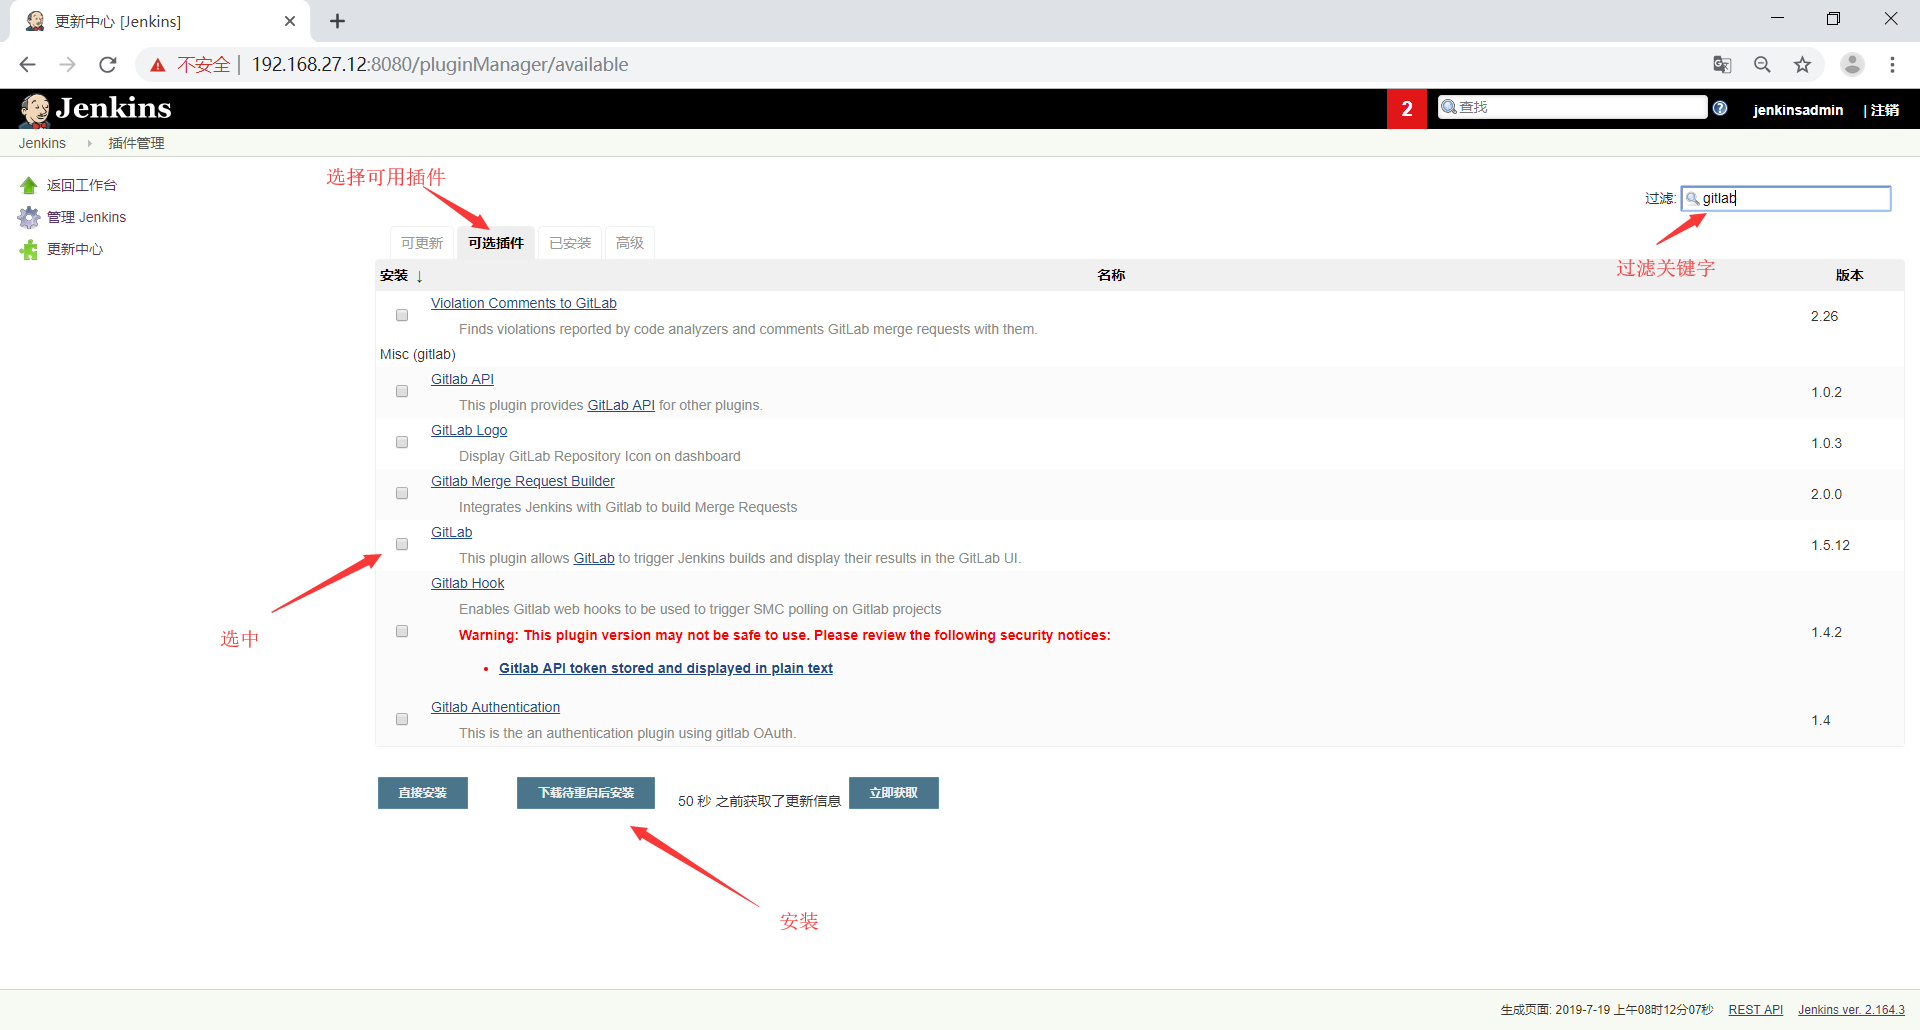 更新中心 [Jenkins]
不安全 | 192.168.27.12:8080/pluginManager/available
Jenkins
2
查找
jenkinsadmin
| 注销
Jenkins
插件管理
选择可用插件
返回工作台
管理 Jenkins
更新中心
过滤:
gitlab
过滤关键字
可更新
可选插件
已安装
高级
安装 ↓
名称
版本
Violation Comments to GitLab
Finds violations reported by code analyzers and comments GitLab merge requests with them.
2.26
Misc (gitlab)
Gitlab API
This plugin provides GitLab API for other plugins.
1.0.2
GitLab Logo
Display GitLab Repository Icon on dashboard
1.0.3
Gitlab Merge Request Builder
Integrates Jenkins with Gitlab to build Merge Requests
2.0.0
GitLab
This plugin allows GitLab to trigger Jenkins builds and display their results in the GitLab UI.
1.5.12
选中
Gitlab Hook
Enables Gitlab web hooks to be used to trigger SMC polling on Gitlab projects
Warning: This plugin version may not be safe to use. Please review the following security notices:
1.4.2
• Gitlab API token stored and displayed in plain text
Gitlab Authentication
This is the an authentication plugin using gitlab OAuth.
1.4
直接安装
下载待重启后安装
50 秒 之前获取了更新信息
立即获取
安装
生成页面: 2019-7-19 上午08时12分07秒
REST API
Jenkins ver. 2.164.3